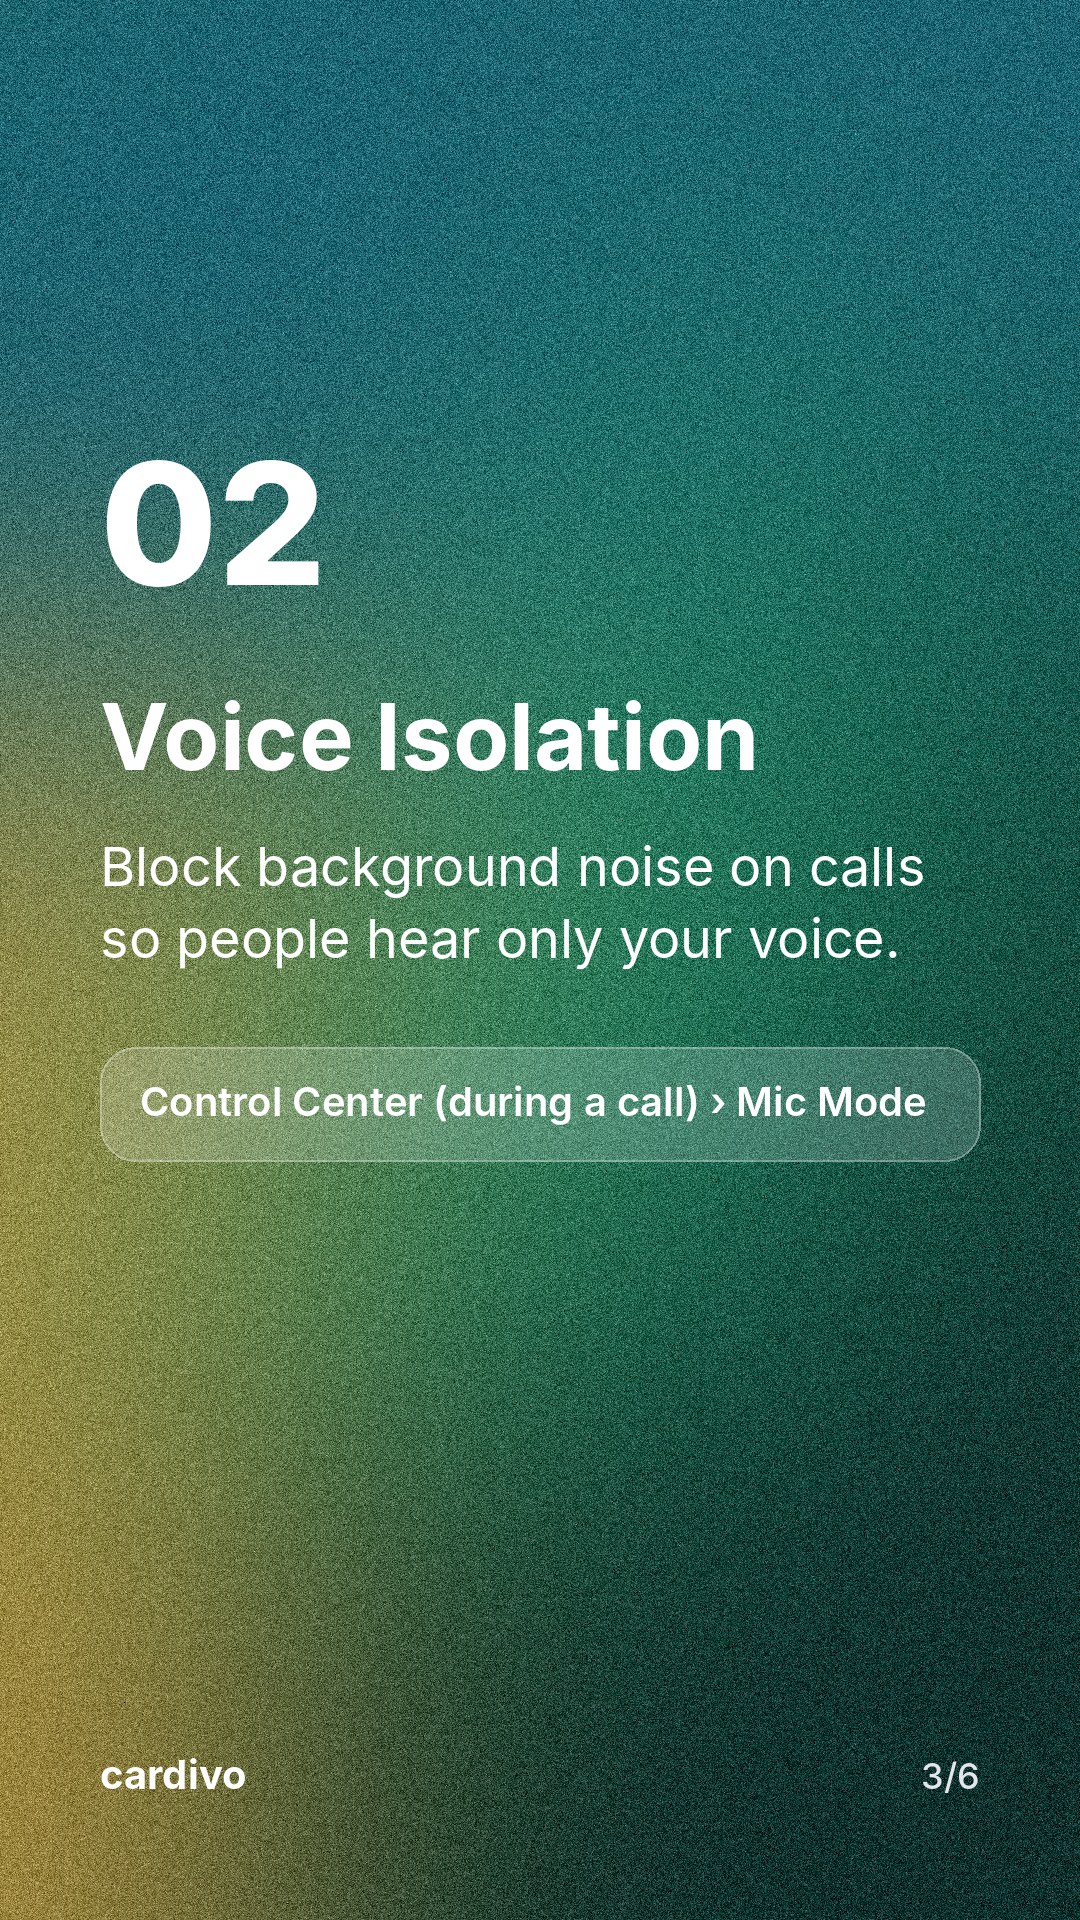 02
Voice Isolation
Block background noise on calls
so people hear only your voice.
Control Center (during a call) › Mic Mode
cardivo
3/6